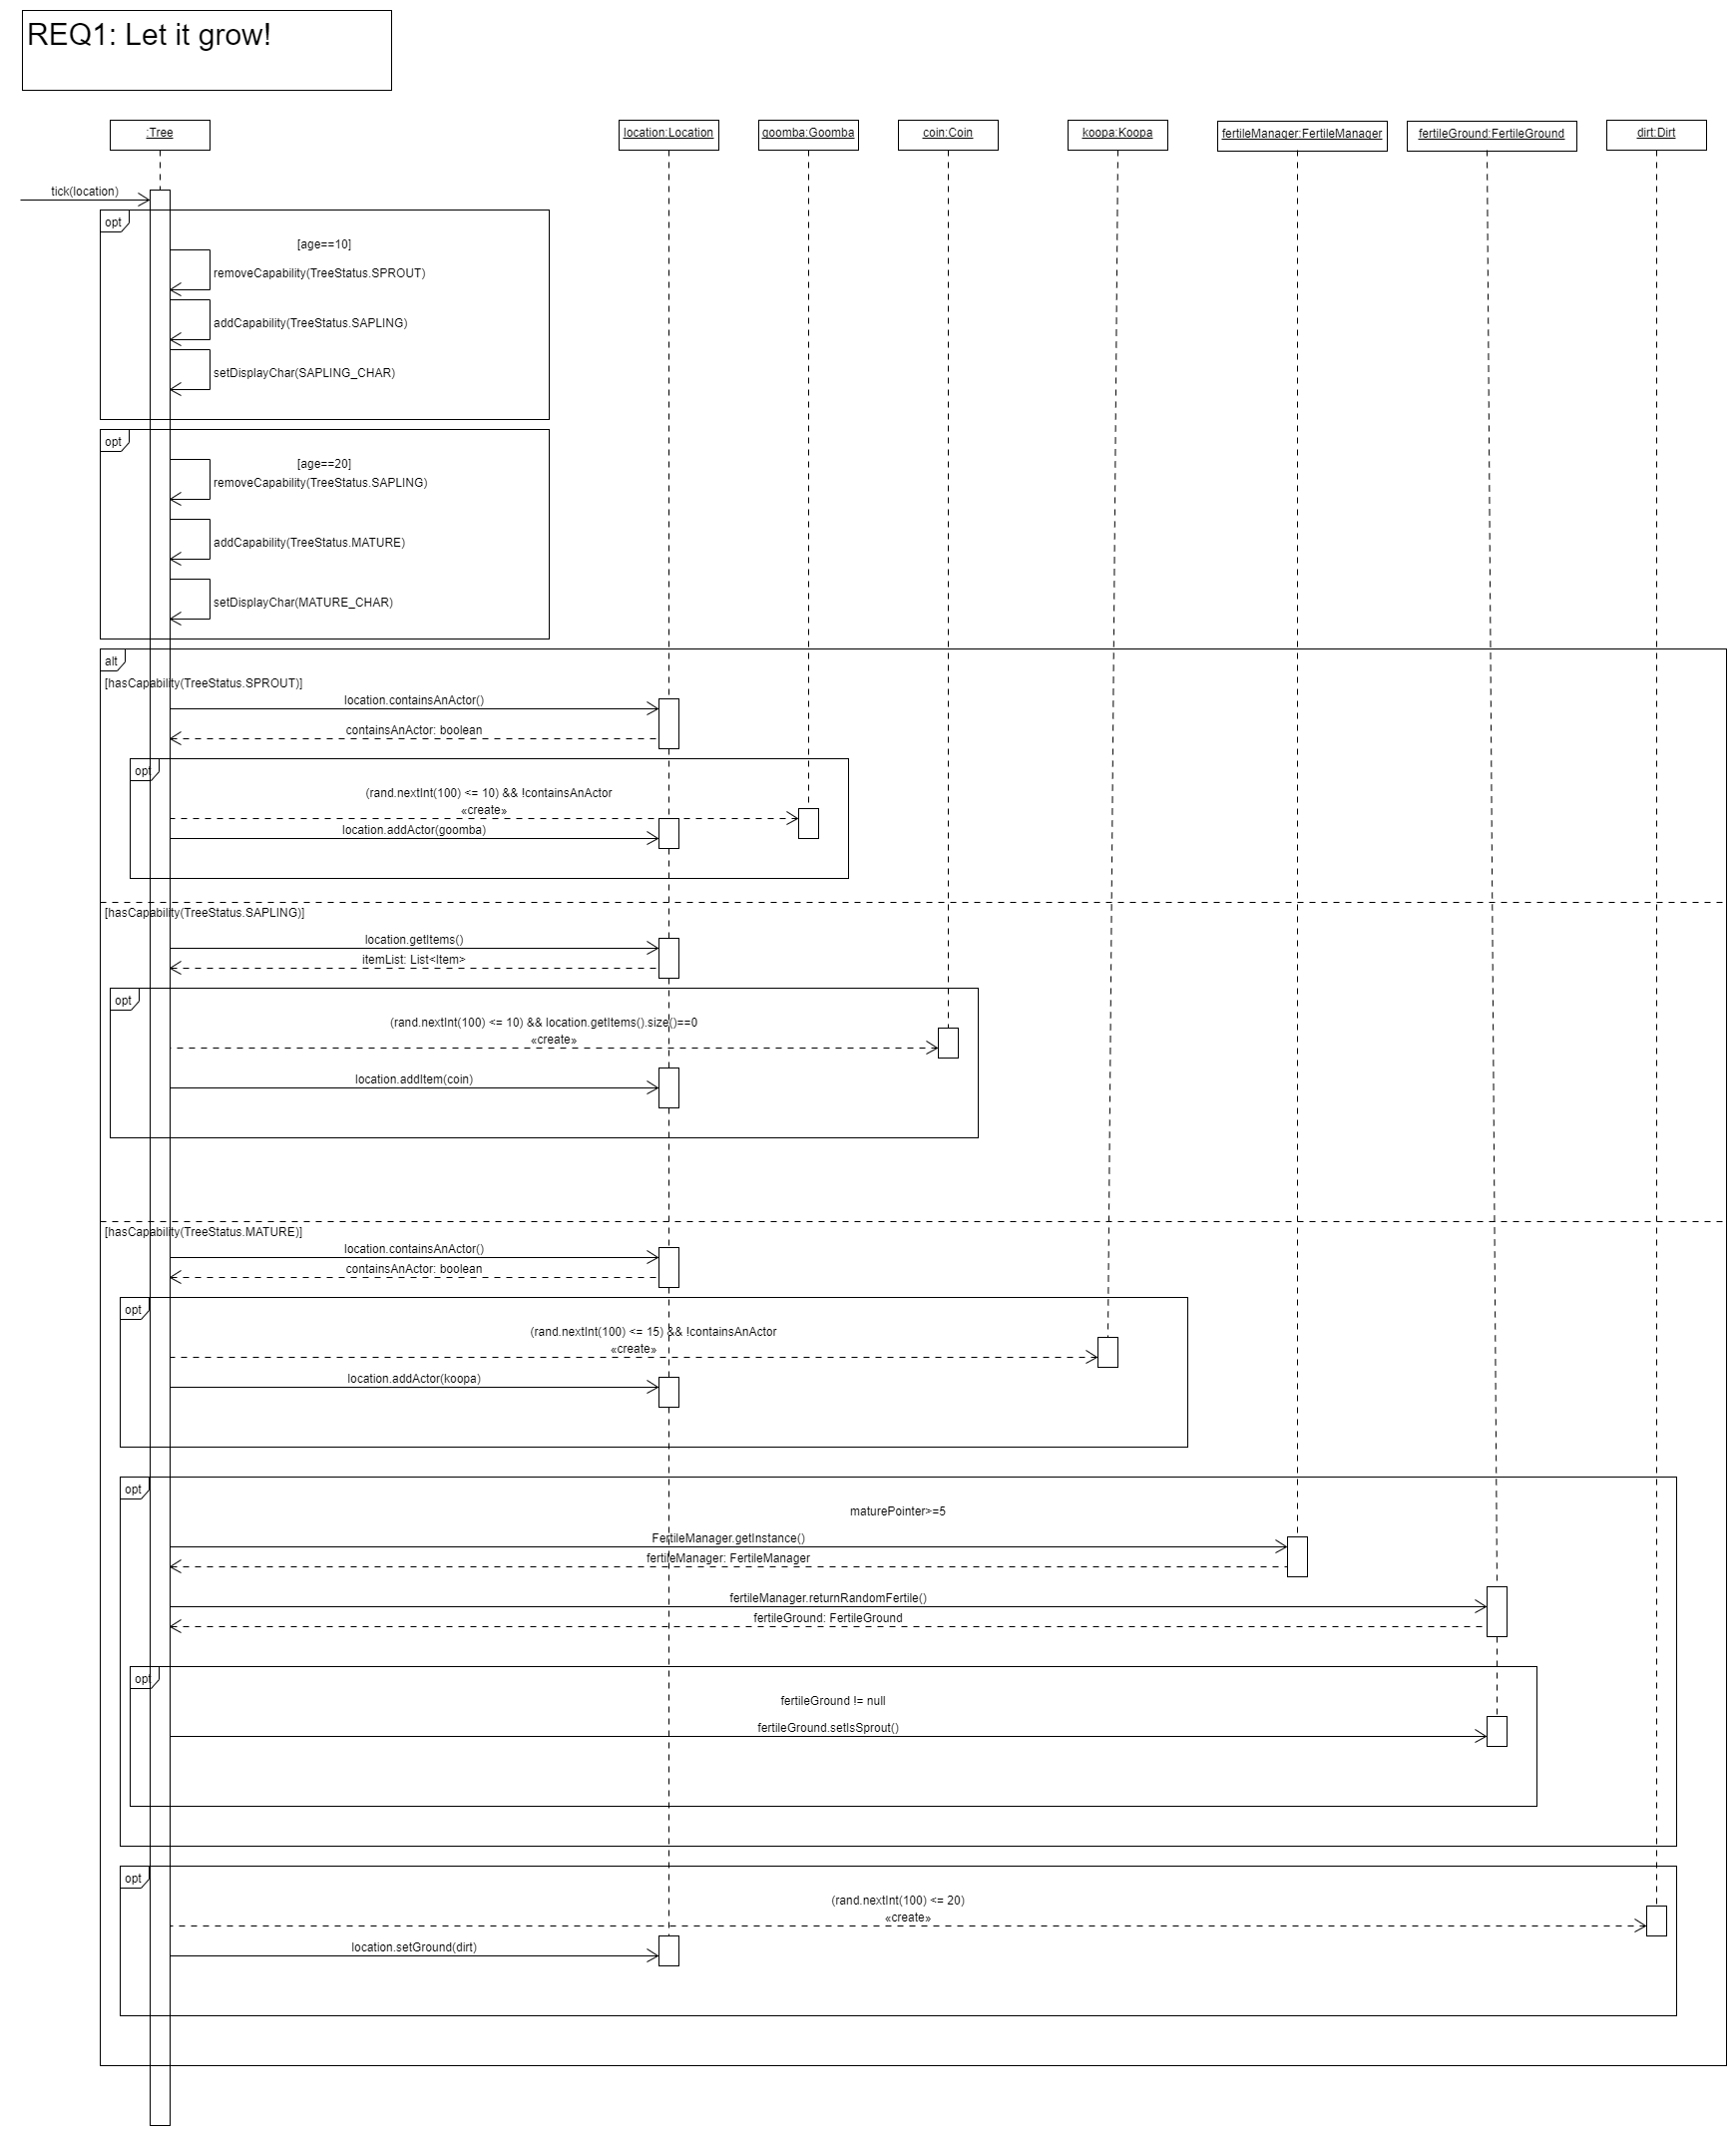 REQ1: Let it grow!
:Tree
location:Location
goomba:Goomba
coin:Coin
koopa:Koopa
fertileManager:FertileManager
fertileGround:FertileGround
dirt:Dirt
tick(location)
opt
[age==10]
removeCapability(TreeStatus.SPROUT)
addCapability(TreeStatus.SAPLING)
setDisplayChar(SAPLING_CHAR)
opt
[age==20]
removeCapability(TreeStatus.SAPLING)
addCapability(TreeStatus.MATURE)
setDisplayChar(MATURE_CHAR)
alt
[hasCapability(TreeStatus.SPROUT)]
location.containsAnActor()
containsAnActor: boolean
opt
(rand.nextInt(100) <= 10) && !containsAnActor
«create»
location.addActor(goomba)
[hasCapability(TreeStatus.SAPLING)]
location.getItems()
itemList: List<Item>
opt
(rand.nextInt(100) <= 10) && location.getItems().size()==0
«create»
location.addItem(coin)
[hasCapability(TreeStatus.MATURE)]
location.containsAnActor()
containsAnActor: boolean
opt
(rand.nextInt(100) <= 15) && !containsAnActor
«create»
location.addActor(koopa)
opt
maturePointer>=5
FertileManager.getInstance()
fertileManager: FertileManager
fertileManager.returnRandomFertile()
fertileGround: FertileGround
opt
fertileGround != null
fertileGround.setIsSprout()
opt
(rand.nextInt(100) <= 20)
«create»
location.setGround(dirt)